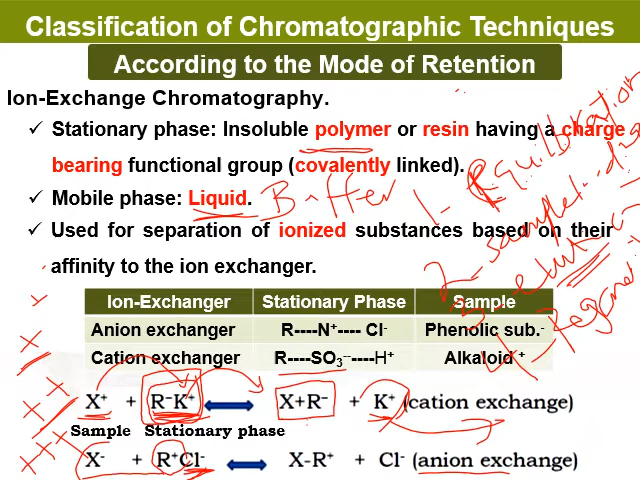 Classification of Chromatographic Techniques
According to the Mode of Retention
Ion-Exchange Chromatography.
✓ Stationary phase: Insoluble polymer or resin having a charge
bearing functional group (covalently linked).
✓ Mobile phase: Liquid. Buffer
✓ Used for separation of ionized substances based on their
affinity to the ion exchanger.
Ion-Exchanger Stationary Phase Sample
Anion exchanger R----N⁺---- Cl⁻ Phenolic sub.⁻
Cation exchanger R----SO₃⁻⁻----H⁺ Alkaloid⁺
X⁺ + R⁻K⁺ ⟺ X+R⁻ + K⁺ (cation exchange)
Sample Stationary phase
X⁻ + R⁺Cl⁻ ⟺ X-R⁺ + Cl⁻ (anion exchange)
1- Equilibration
2- sample
3- elution
4- Regene
+
+
++
+++